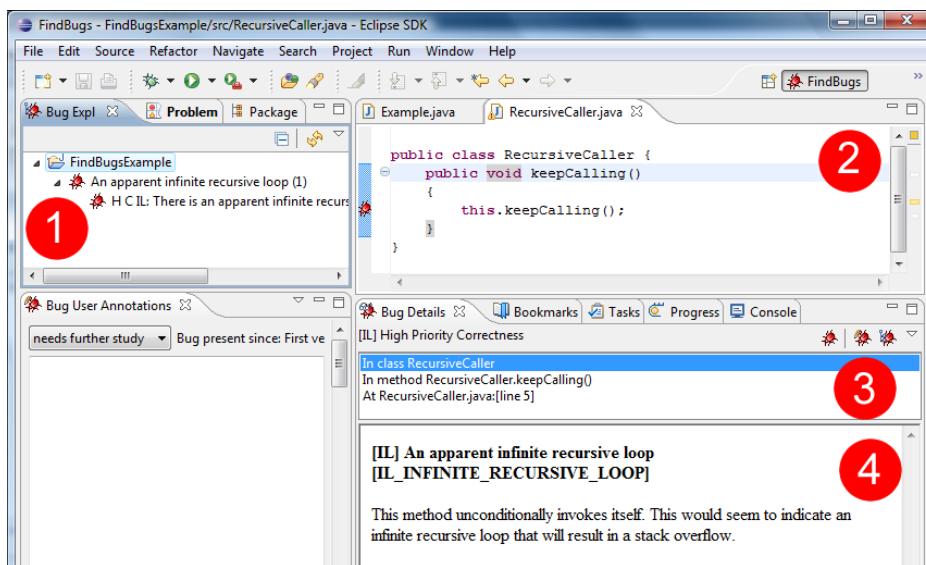 FindBugs - FindBugsExample/src/RecursiveCaller.java - Eclipse SDK
File Edit Source Refactor Navigate Search Project Run Window Help
FindBugs
Bug Expl Problem Package
FindBugsExample
An apparent infinite recursive loop (1)
H C IL: There is an apparent infinite recurs
1
Example.java RecursiveCaller.java
public class RecursiveCaller {
public void keepCalling()
{
this.keepCalling();
}
}
2
Bug User Annotations
needs further study Bug present since: First ve
Bug Details Bookmarks Tasks Progress Console
[IL] High Priority Correctness
In class RecursiveCaller
In method RecursiveCaller.keepCalling()
At RecursiveCaller.java:[line 5]
3
[IL] An apparent infinite recursive loop
[IL_INFINITE_RECURSIVE_LOOP]
4
This method unconditionally invokes itself. This would seem to indicate an
infinite recursive loop that will result in a stack overflow.